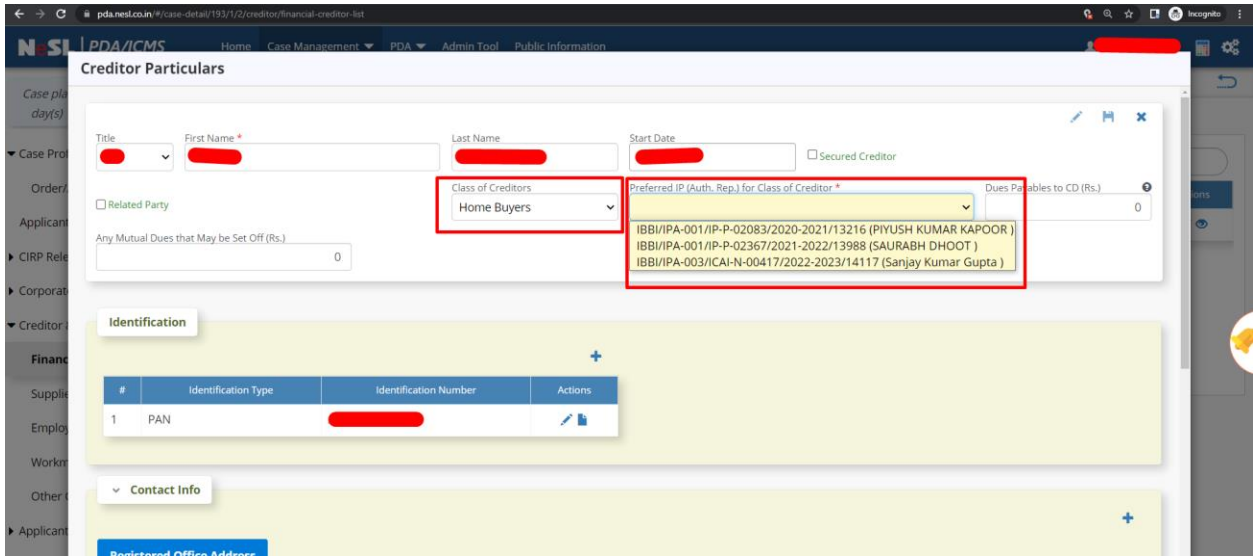 pda.nesl.co.in/#/case-detail/193/1/2/creditor/financial-creditor-list
Incognito
NeSL PDA/ICMS Home Case Management PDA Admin Tool Public Information
Creditor Particulars
Case pla
day(s)
Title First Name * Last Name Start Date
Secured Creditor
Case Prof
Order/
Class of Creditors Preferred IP (Auth. Rep.) for Class of Creditor * Dues Payables to CD (Rs.)
ions
Related Party Home Buyers 0
Applicant
IBBI/IPA-001/IP-P-02083/2020-2021/13216 (PIYUSH KUMAR KAPOOR )
Any Mutual Dues that May be Set Off (Rs.)
IBBI/IPA-001/IP-P-02367/2021-2022/13988 (SAURABH DHOOT )
0
IBBI/IPA-003/ICAI-N-00417/2022-2023/14117 (Sanjay Kumar Gupta )
CIRP Rele
Corporat
Identification
Creditor
Financ
# Identification Type Identification Number Actions
Supplie
1 PAN
Employ
Workm
Contact Info
Other
Applicant
Registered Office Address